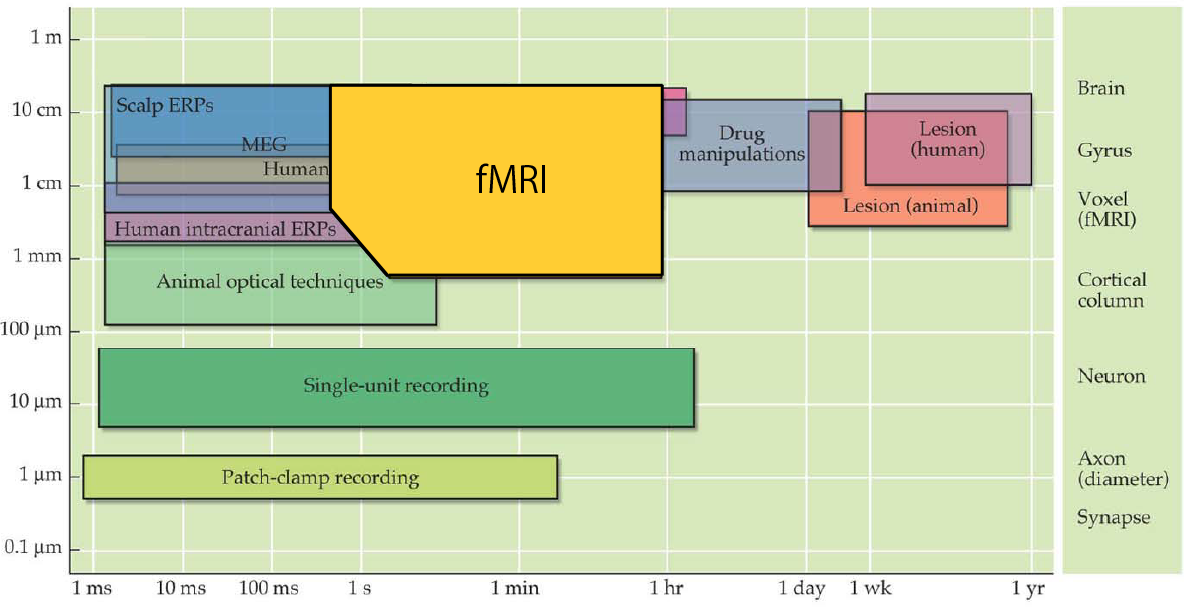 1 m
10 cm
1 cm
1 mm
100 µm
10 µm
1 µm
0.1 µm
Scalp ERPs
MEG
Human
Human intracranial ERPs
Animal optical techniques
fMRI
Drug
manipulations
Lesion
(human)
Lesion (animal)
Single-unit recording
Patch-clamp recording
Brain
Gyrus
Voxel
(fMRI)
Cortical
column
Neuron
Axon
(diameter)
Synapse
1 ms
10 ms
100 ms
1 s
1 min
1 hr
1 day
1 wk
1 yr